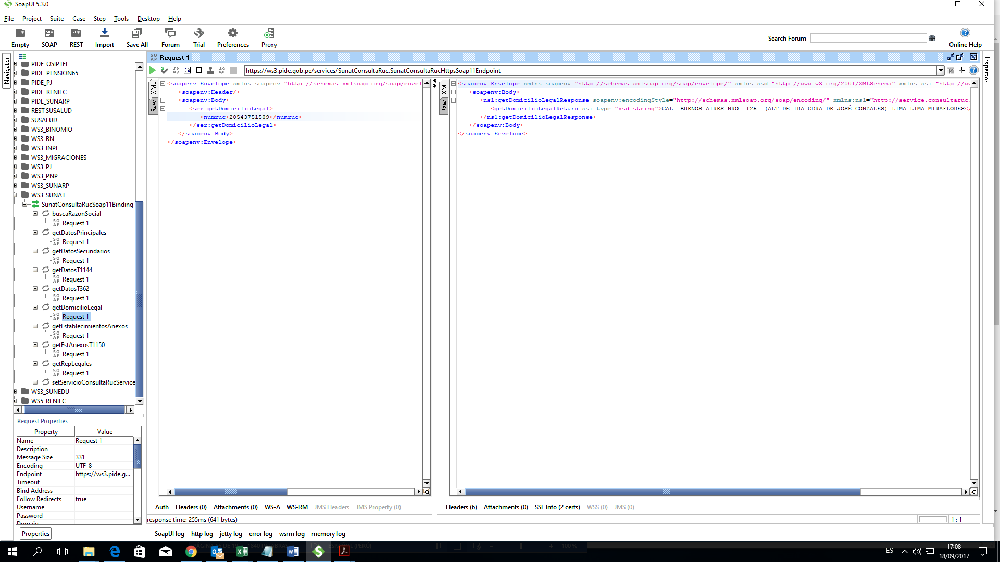 SoapUI 5.3.0
File Project Suite Case Step Tools Desktop Help
Empty SOAP REST Import Save All Forum Trial Preferences Proxy
Search Forum
Online Help
Navigator
PIDE_OSIPTEL
PIDE_PENSION65
PIDE_PJ
PIDE_RENIEC
PIDE_SUNARP
REST SUSALUD
SUSALUD
WS3_BINOMIO
WS3_BN
WS3_INPE
WS3_MIGRACIONES
WS3_PJ
WS3_PNP
WS3_SUNARP
WS3_SUNAT
SunatConsultaRucSoap11Binding
buscaRazonSocial
Request 1
getDatosPrincipales
Request 1
getDatosSecundarios
Request 1
getDatosT1144
Request 1
getDatosT362
Request 1
getDomicilioLegal
Request 1
getEstablecimientosAnexos
Request 1
getEstAnexosT1150
Request 1
getRepLegales
Request 1
setServicioConsultaRucService
WS3_SUNEDU
WS5_RENIEC
Request Properties
Property Value
Name Request 1
Description
Message Size 331
Encoding UTF-8
Endpoint https://ws3.pide.g...
Timeout
Bind Address
Follow Redirects true
Username
Password
Domain
Properties
Request 1
https://ws3.pide.gob.pe/services/SunatConsultaRuc.SunatConsultaRucHttpsSoap11Endpoint
XML
Raw
<soapenv:Envelope xmlns:soapenv="http://schemas.xmlsoap.org/soap/envel
<soapenv:Header/>
<soapenv:Body>
<ser:getDomicilioLegal>
<numruc>20543751589</numruc>
</ser:getDomicilioLegal>
</soapenv:Body>
</soapenv:Envelope>
XML
Raw
<soapenv:Envelope xmlns:soapenv="http://schemas.xmlsoap.org/soap/envelope/" xmlns:xsd="http://www.w3.org/2001/XMLSchema" xmlns:xsi="http://ww
<soapenv:Body>
<ns1:getDomicilioLegalResponse soapenv:encodingStyle="http://schemas.xmlsoap.org/soap/encoding/" xmlns:ns1="http://service.consultaruc.
<getDomicilioLegalReturn xsi:type="xsd:string">CAL. BUENOS AIRES NRO. 125 (ALT DE 1RA CDRA DE JOSÉ GONZALES) LIMA LIMA MIRAFLORES</
</ns1:getDomicilioLegalResponse>
</soapenv:Body>
</soapenv:Envelope>
Inspector
Auth Headers (0) Attachments (0) WS-A WS-RM JMS Headers JMS Property (0)
Headers (6) Attachments (0) SSL Info (2 certs) WSS (0) JMS (0)
response time: 255ms (641 bytes)
1 : 1
SoapUI log http log jetty log error log wsrm log memory log
ES
17:08
18/09/2017